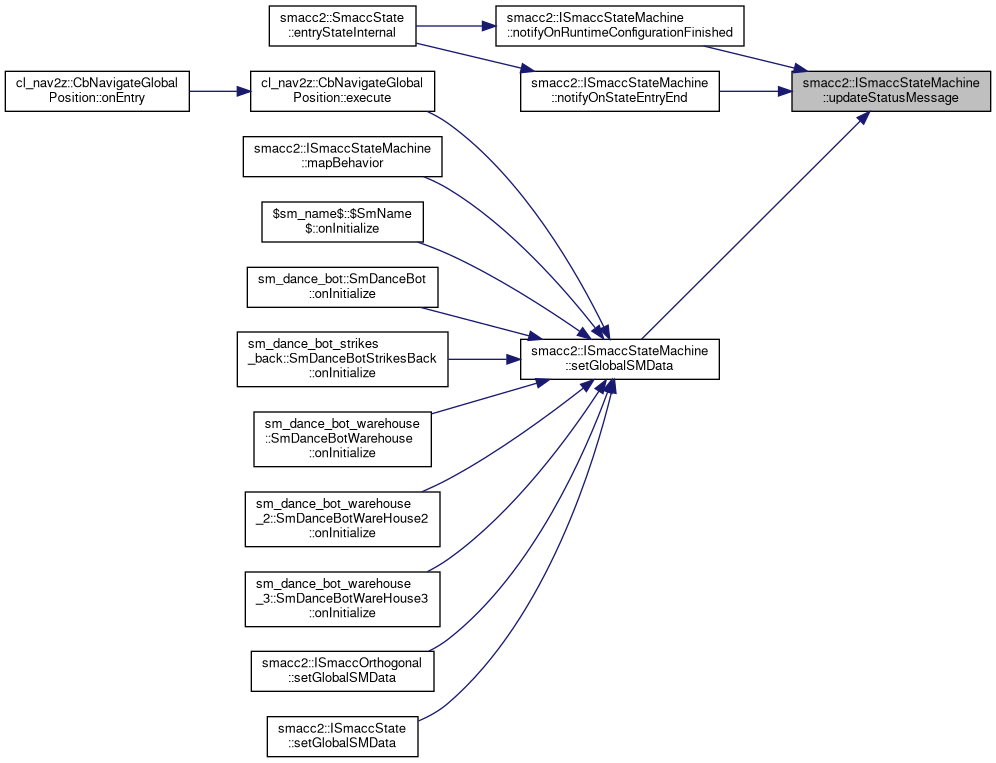 smacc2::SmaccState
::entryStateInternal
smacc2::ISmaccStateMachine
::notifyOnRuntimeConfigurationFinished
cl_nav2z::CbNavigateGlobal
Position::onEntry
cl_nav2z::CbNavigateGlobal
Position::execute
smacc2::ISmaccStateMachine
::notifyOnStateEntryEnd
smacc2::ISmaccStateMachine
::updateStatusMessage
smacc2::ISmaccStateMachine
::mapBehavior
$sm_name$::$SmName
$::onInitialize
sm_dance_bot::SmDanceBot
::onInitialize
sm_dance_bot_strikes
_back::SmDanceBotStrikesBack
::onInitialize
smacc2::ISmaccStateMachine
::setGlobalSMData
sm_dance_bot_warehouse
::SmDanceBotWarehouse
::onInitialize
sm_dance_bot_warehouse
_2::SmDanceBotWareHouse2
::onInitialize
sm_dance_bot_warehouse
_3::SmDanceBotWareHouse3
::onInitialize
smacc2::ISmaccOrthogonal
::setGlobalSMData
smacc2::ISmaccState
::setGlobalSMData